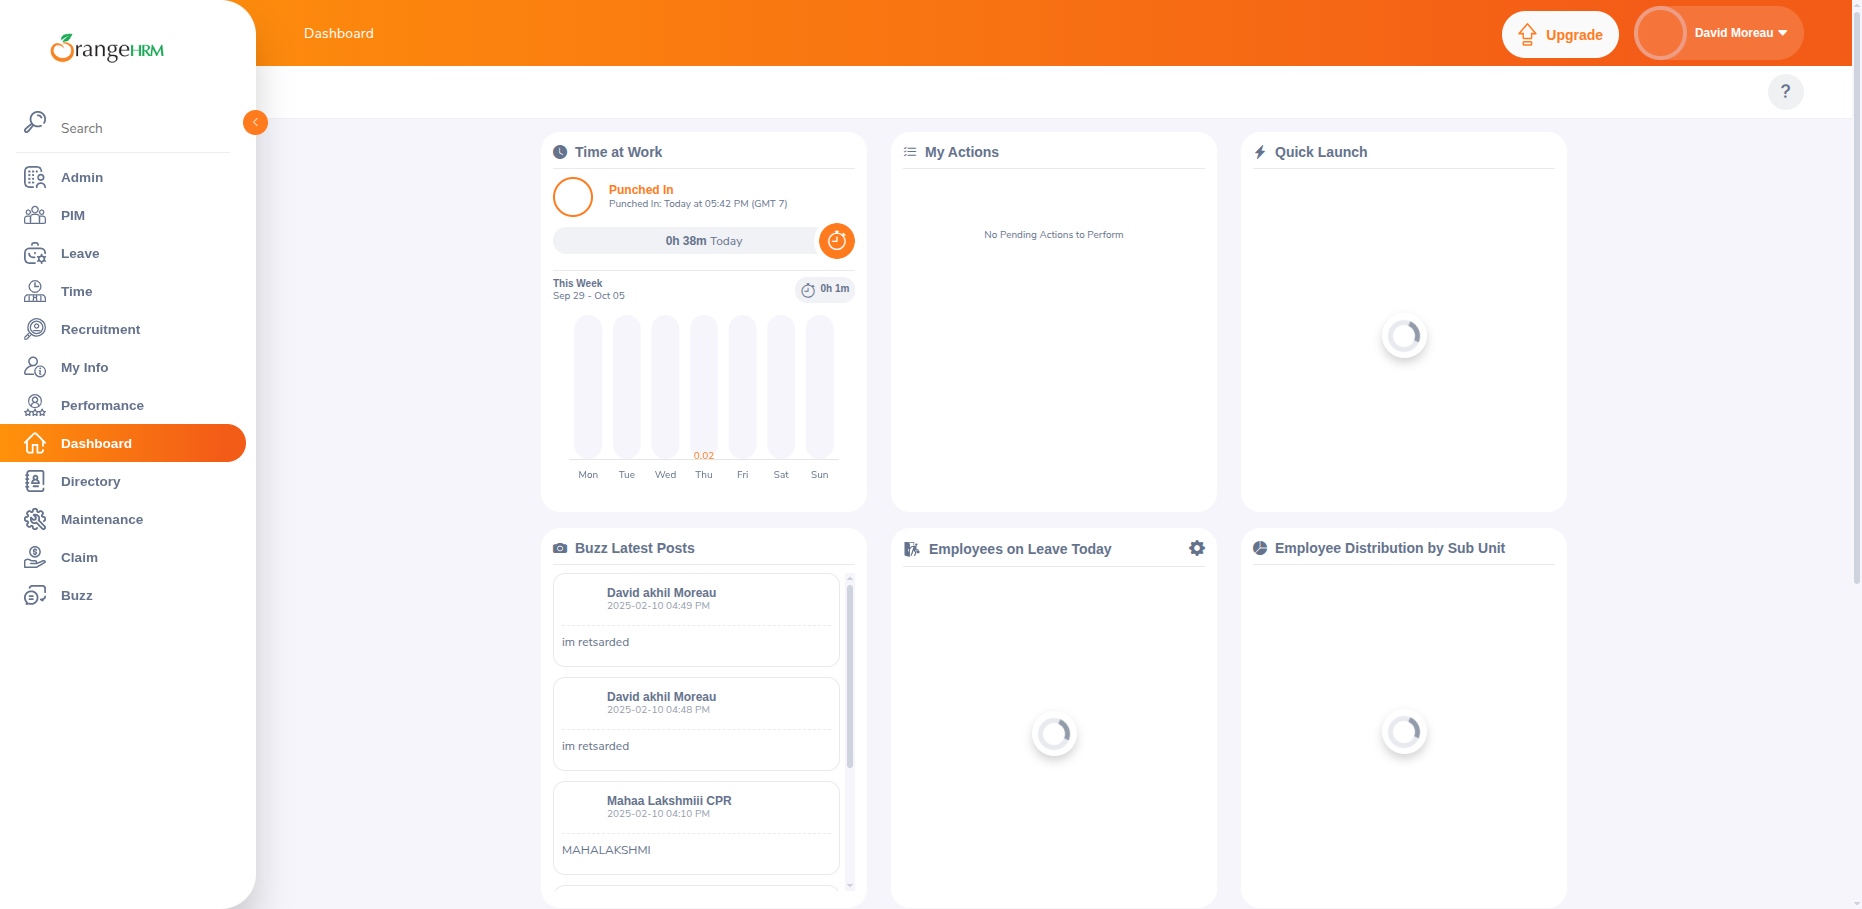 OrangeHRM
Search
Admin
PIM
Leave
Time
Recruitment
My Info
Performance
Dashboard
Directory
Maintenance
Claim
Buzz
Dashboard
Upgrade
David Moreau
?
Time at Work
Punched In
Punched In: Today at 05:42 PM (GMT 7)
0h 38m Today
This Week
Sep 29 - Oct 05
0h 1m
0.02
Mon Tue Wed Thu Fri Sat Sun
My Actions
No Pending Actions to Perform
Quick Launch
Buzz Latest Posts
David akhil Moreau
2025-02-10 04:49 PM
im retsarded
David akhil Moreau
2025-02-10 04:48 PM
im retsarded
Mahaa Lakshmiii CPR
2025-02-10 04:10 PM
MAHALAKSHMI
Employees on Leave Today
Employee Distribution by Sub Unit